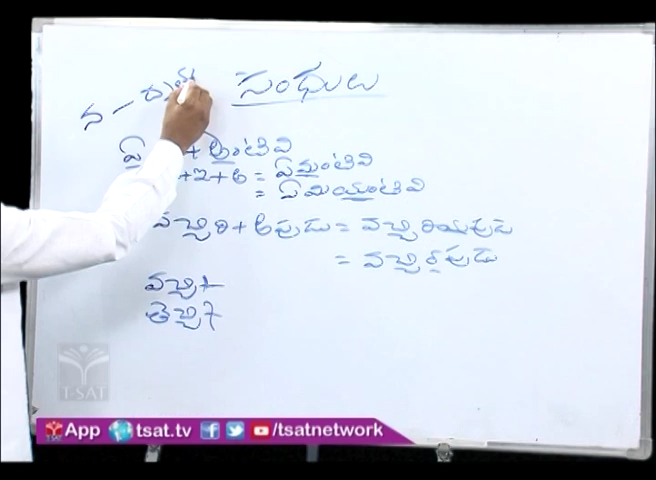 సంధులు
న -
ఏ + అంటివి
+ఇ+అ = ఏమంటివి
= ఏమియంటివి
వచ్చిరి + అపుడు = వచ్చిరియపుడు
= వచ్చిరపుడు
వచ్చె
తెచ్చె
T-SAT
App tsat.tv /tsatnetwork